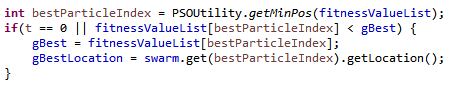 int bestParticleIndex = PSOUtility.getMinPos(fitnessValueList);
if(t == 0 || fitnessValueList[bestParticleIndex] < gBest) {
gBest = fitnessValueList[bestParticleIndex];
gBestLocation = swarm.get(bestParticleIndex).getLocation();
}